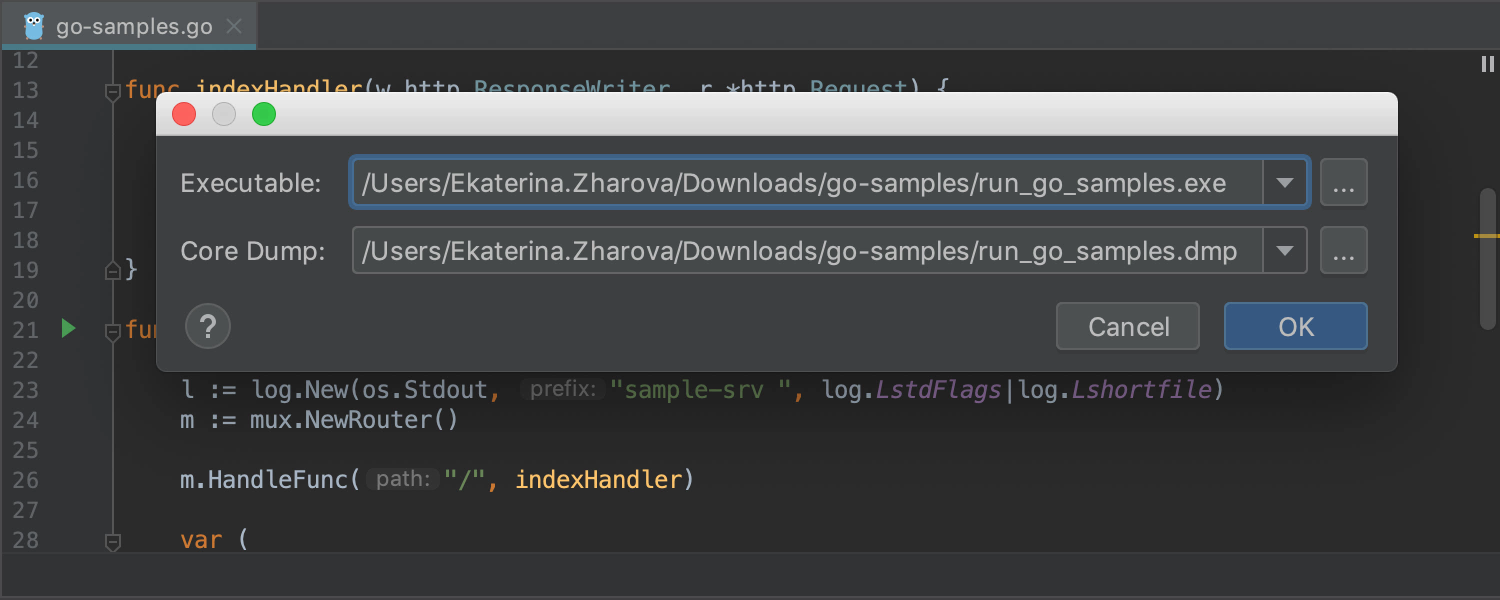 go-samples.go
12
13 func indexHandler(w http.ResponseWriter, r *http.Request) {
14
15
16
17
18
19 }
20
21
22
23 l := log.New(os.Stdout, prefix: "sample-srv ", log.LstdFlags|log.Lshortfile)
24 m := mux.NewRouter()
25
26 m.HandleFunc( path: "/", indexHandler)
27
28 var (
Executable: /Users/Ekaterina.Zharova/Downloads/go-samples/run_go_samples.exe ...
Core Dump: /Users/Ekaterina.Zharova/Downloads/go-samples/run_go_samples.dmp ...
? Cancel OK